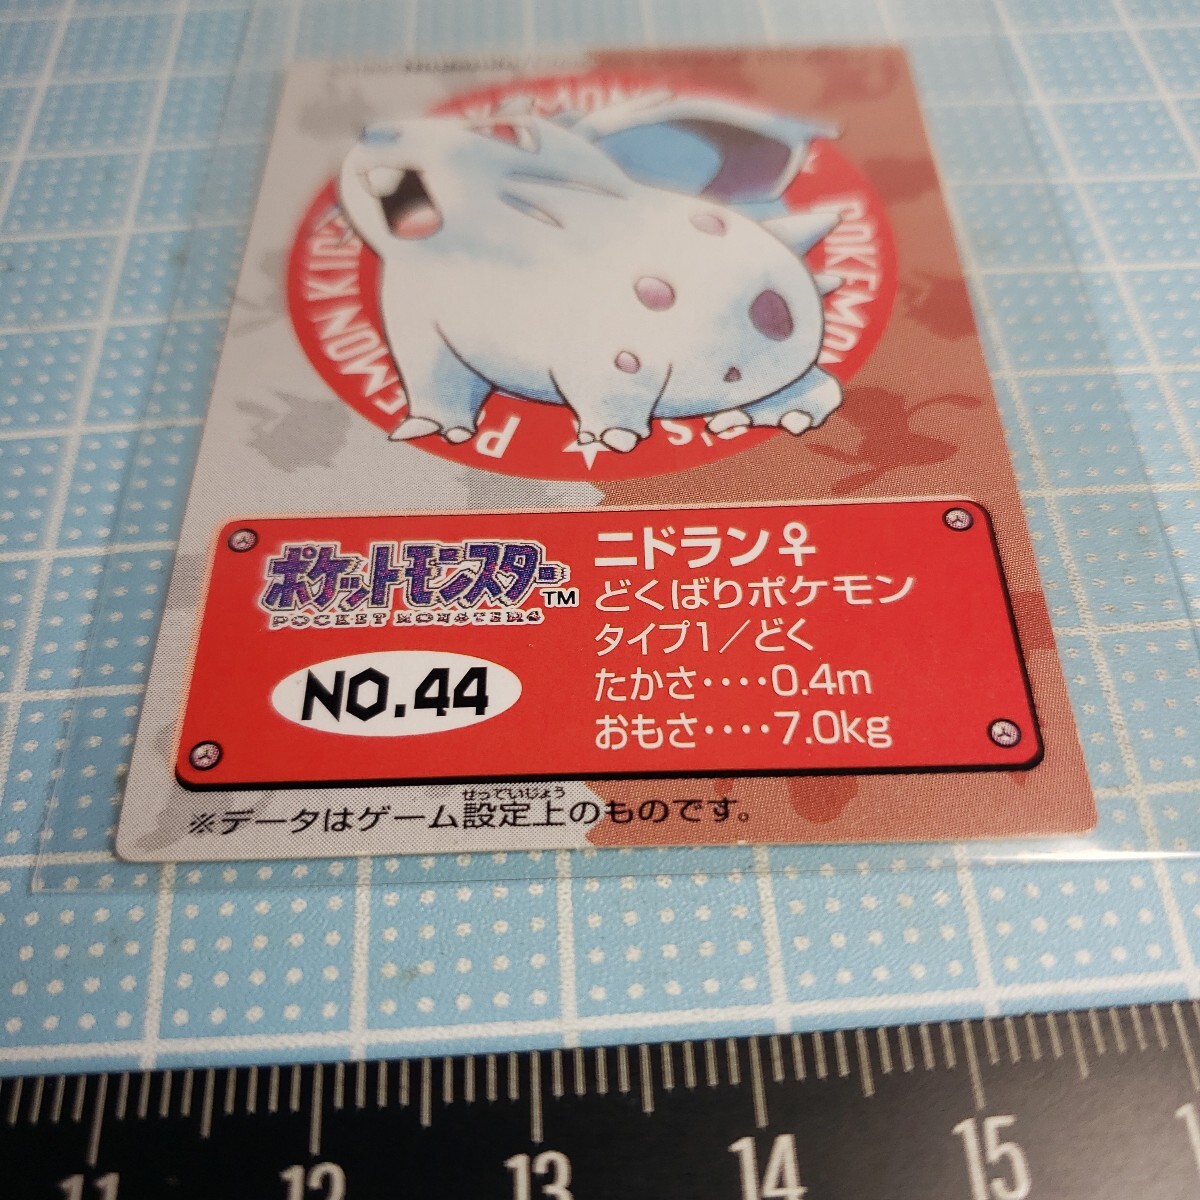 POKEMON KIDS
POKEMON
ポケットモンスター TM
POCKET MONSTERS
NO.44
ニドラン♀
どくばりポケモン
タイプ1/どく
たかさ････0.4m
おもさ････7.0kg
せっていじょう
※データはゲーム設定上のものです。
11 12 13 14 15